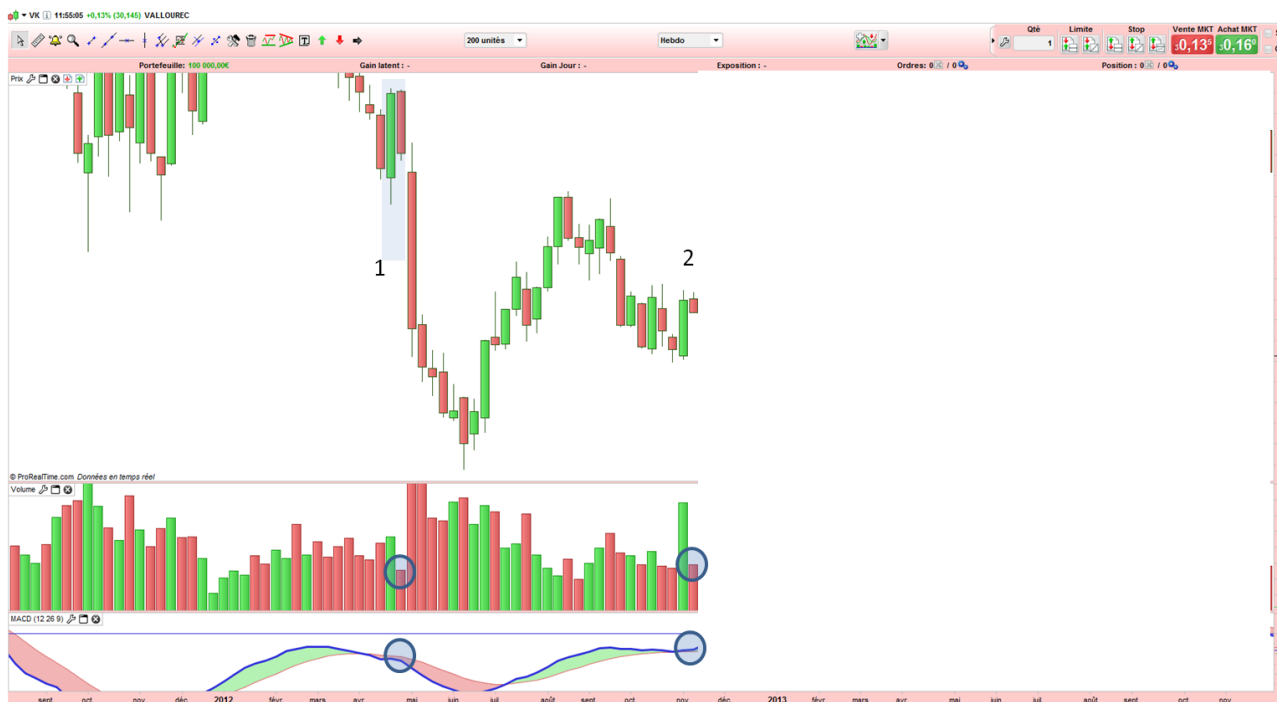 VK 11:55:05 +0,13% (30,145) VALLOUREC
200 unités Hebdo
Qté Limite Stop Vente MKT Achat MKT
1 30,13⁵ 30,16⁰
Portefeuille: 100 000,00€ Gain latent : - Gain Jour : - Exposition : - Ordres: 0 / 0 Position : 0 / 0
Prix
1
2
© ProRealTime.com Données en temps réel
Volume
MACD (12 26 9)
sept oct nov déc 2012 févr mars avr mai juin juil août sept oct nov déc 2013 févr mars avr mai juin juil août sept oct nov